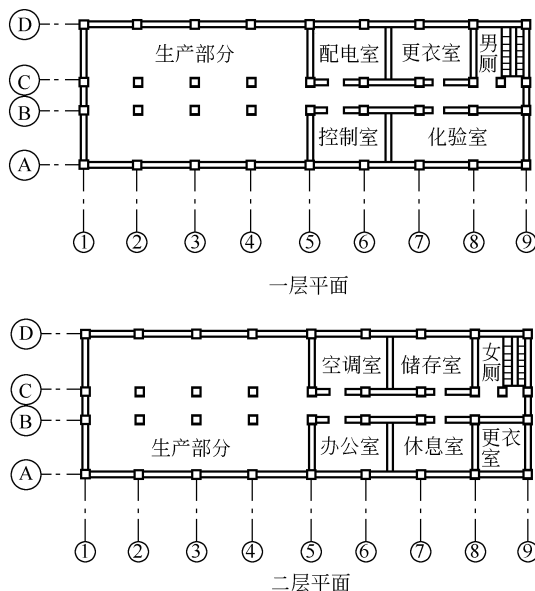 D
生产部分 配电室 更衣室 男厕
C
B
控制室 化验室
A
① ② ③ ④ ⑤ ⑥ ⑦ ⑧ ⑨
一层平面
D
空调室 储存室 女厕
C
B
生产部分 办公室 休息室 更衣室
A
① ② ③ ④ ⑤ ⑥ ⑦ ⑧ ⑨
二层平面